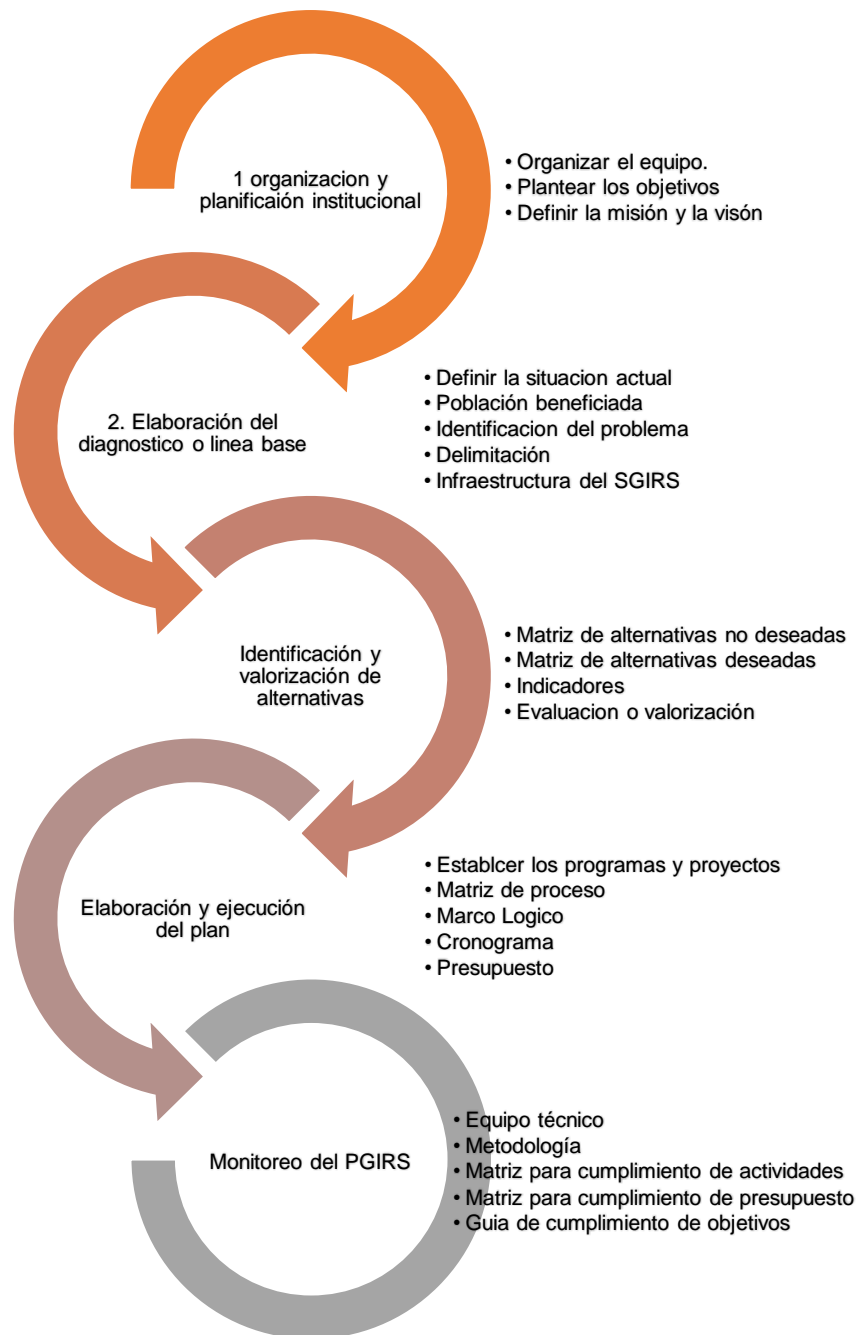 1 organizacion y
planificaión institucional
• Organizar el equipo.
• Plantear los objetivos
• Definir la misión y la visón
2. Elaboración del
diagnostico o linea base
• Definir la situacion actual
• Población beneficiada
• Identificacion del problema
• Delimitación
• Infraestructura del SGIRS
Identificación y
valorización de
alternativas
• Matriz de alternativas no deseadas
• Matriz de alternativas deseadas
• Indicadores
• Evaluacion o valorización
Elaboración y ejecución
del plan
• Establcer los programas y proyectos
• Matriz de proceso
• Marco Logico
• Cronograma
• Presupuesto
Monitoreo del PGIRS
• Equipo técnico
• Metodología
• Matriz para cumplimiento de actividades
• Matriz para cumplimiento de presupuesto
• Guia de cumplimiento de objetivos